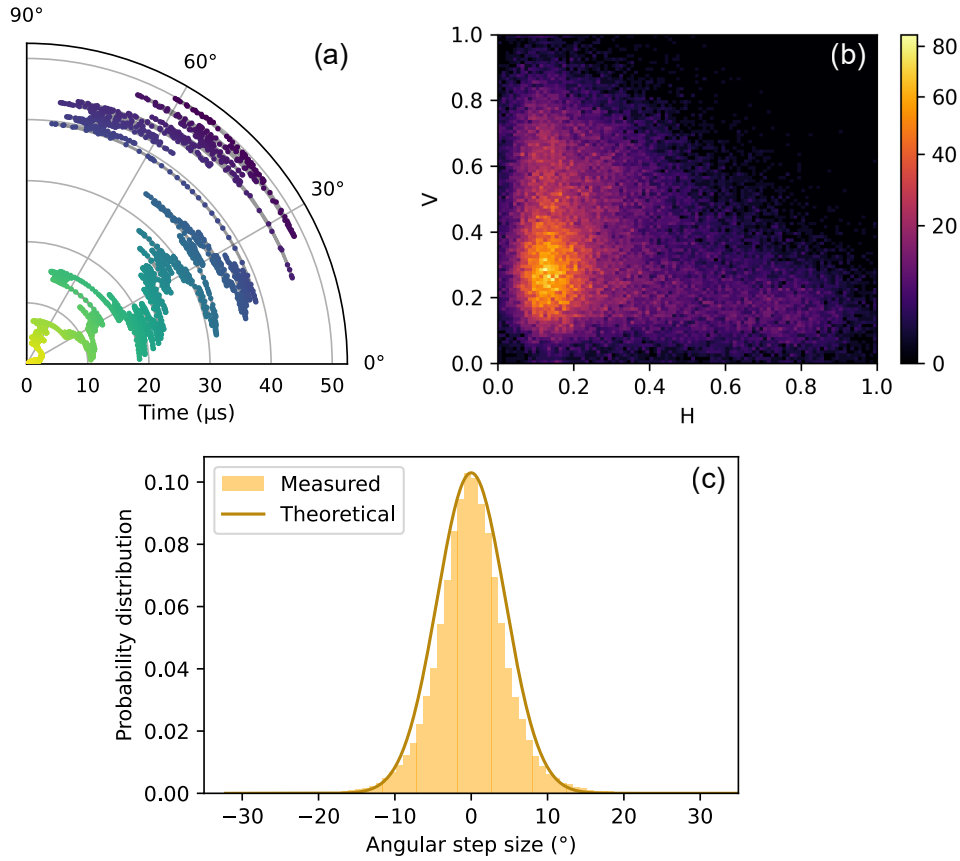 90°
(a)
60°
30°
0°
0 10 20 30 40 50
Time (μs)
(b)
1.0
0.8
0.6
0.4
0.2
0.0
V
0.0 0.2 0.4 0.6 0.8 1.0
H
80
60
40
20
0
(c)
Measured
Theoretical
0.10
0.08
0.06
0.04
0.02
0.00
Probability distribution
−30 −20 −10 0 10 20 30
Angular step size (°)